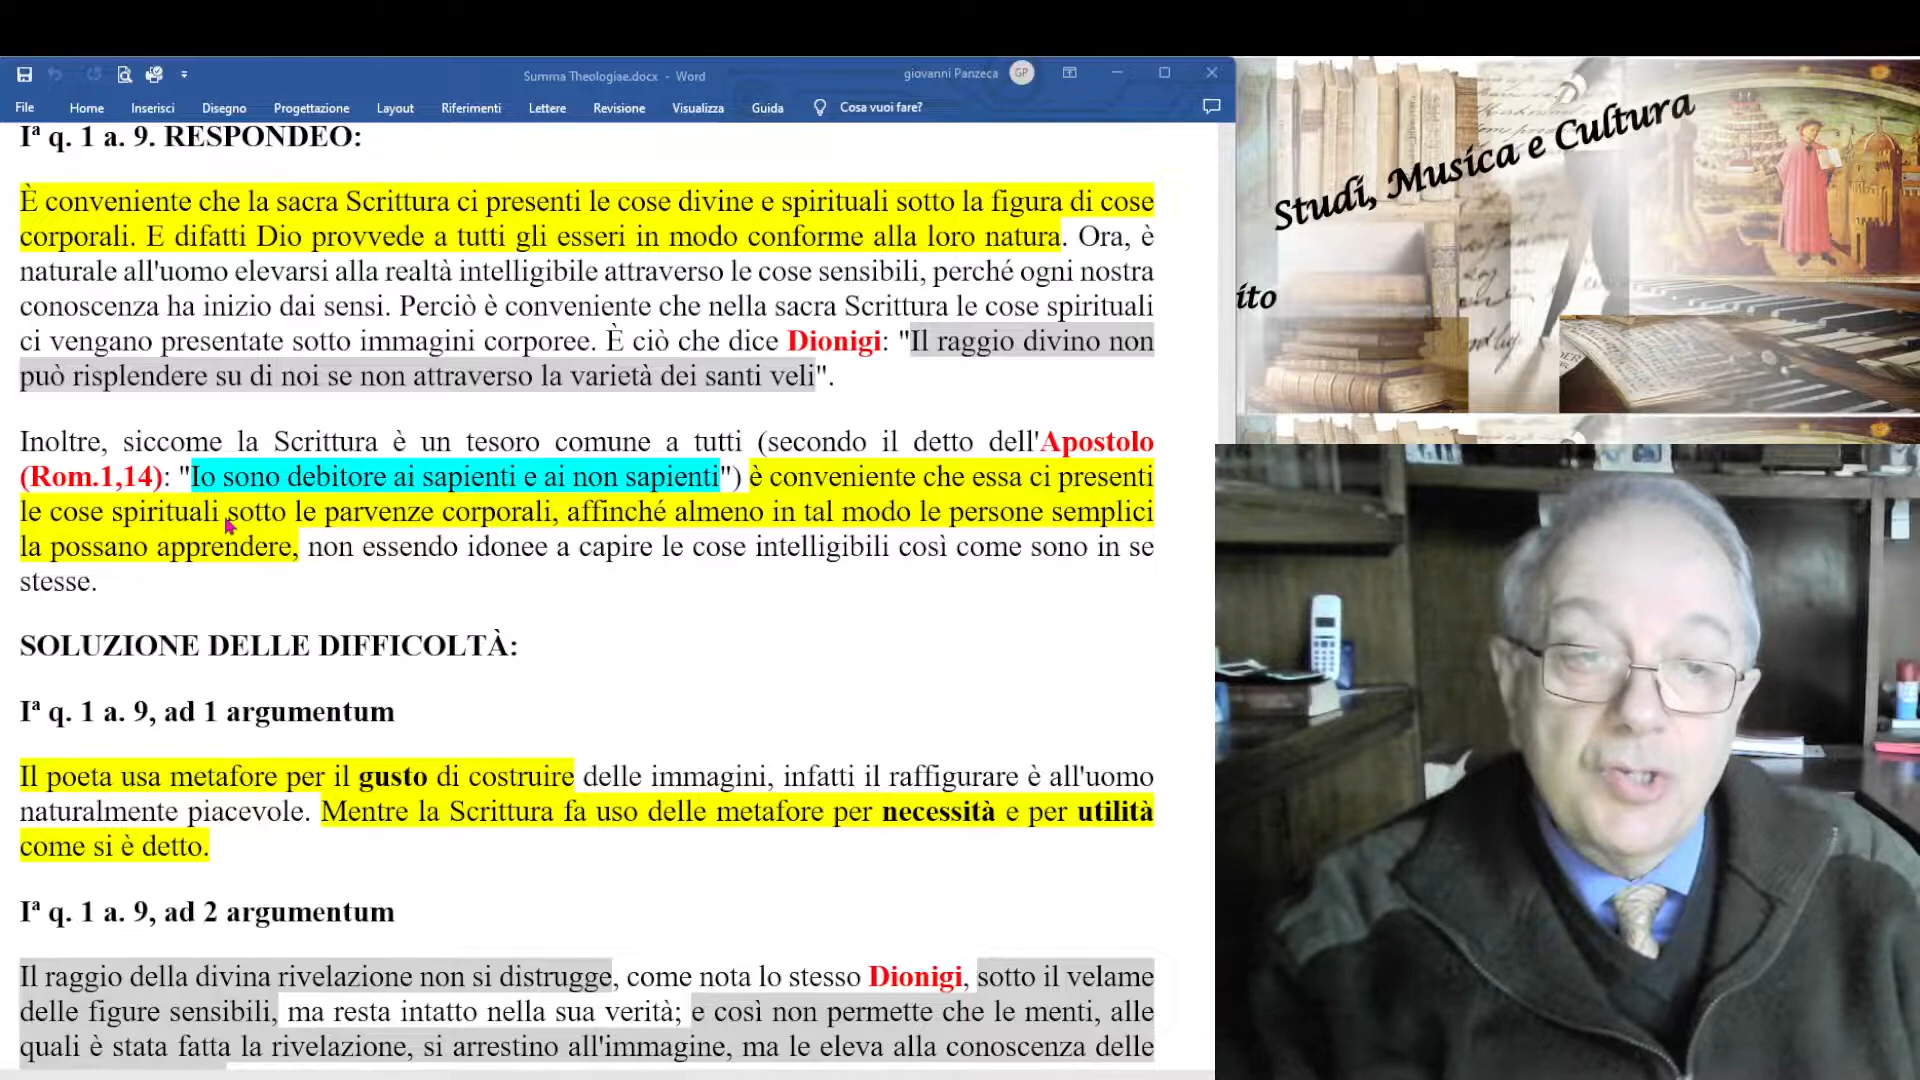 Summa Theologiae.docx - Word
giovanni Panzeca
GP
File Home Inserisci Disegno Progettazione Layout Riferimenti Lettere Revisione Visualizza Guida Cosa vuoi fare?
Iª q. 1 a. 9. RESPONDEO:
È conveniente che la sacra Scrittura ci presenti le cose divine e spirituali sotto la figura di cose
corporali. E difatti Dio provvede a tutti gli esseri in modo conforme alla loro natura. Ora, è
naturale all'uomo elevarsi alla realtà intelligibile attraverso le cose sensibili, perché ogni nostra
conoscenza ha inizio dai sensi. Perciò è conveniente che nella sacra Scrittura le cose spirituali
ci vengano presentate sotto immagini corporee. È ciò che dice Dionigi: "Il raggio divino non
può risplendere su di noi se non attraverso la varietà dei santi veli".
Inoltre, siccome la Scrittura è un tesoro comune a tutti (secondo il detto dell'Apostolo
(Rom.1,14): "Io sono debitore ai sapienti e ai non sapienti") è conveniente che essa ci presenti
le cose spirituali sotto le parvenze corporali, affinché almeno in tal modo le persone semplici
la possano apprendere, non essendo idonee a capire le cose intelligibili così come sono in se
stesse.
SOLUZIONE DELLE DIFFICOLTÀ:
Iª q. 1 a. 9, ad 1 argumentum
Il poeta usa metafore per il gusto di costruire delle immagini, infatti il raffigurare è all'uomo
naturalmente piacevole. Mentre la Scrittura fa uso delle metafore per necessità e per utilità
come si è detto.
Iª q. 1 a. 9, ad 2 argumentum
Il raggio della divina rivelazione non si distrugge, come nota lo stesso Dionigi, sotto il velame
delle figure sensibili, ma resta intatto nella sua verità; e così non permette che le menti, alle
quali è stata fatta la rivelazione, si arrestino all'immagine, ma le eleva alla conoscenza delle
Studi, Musica e Cultura
ito